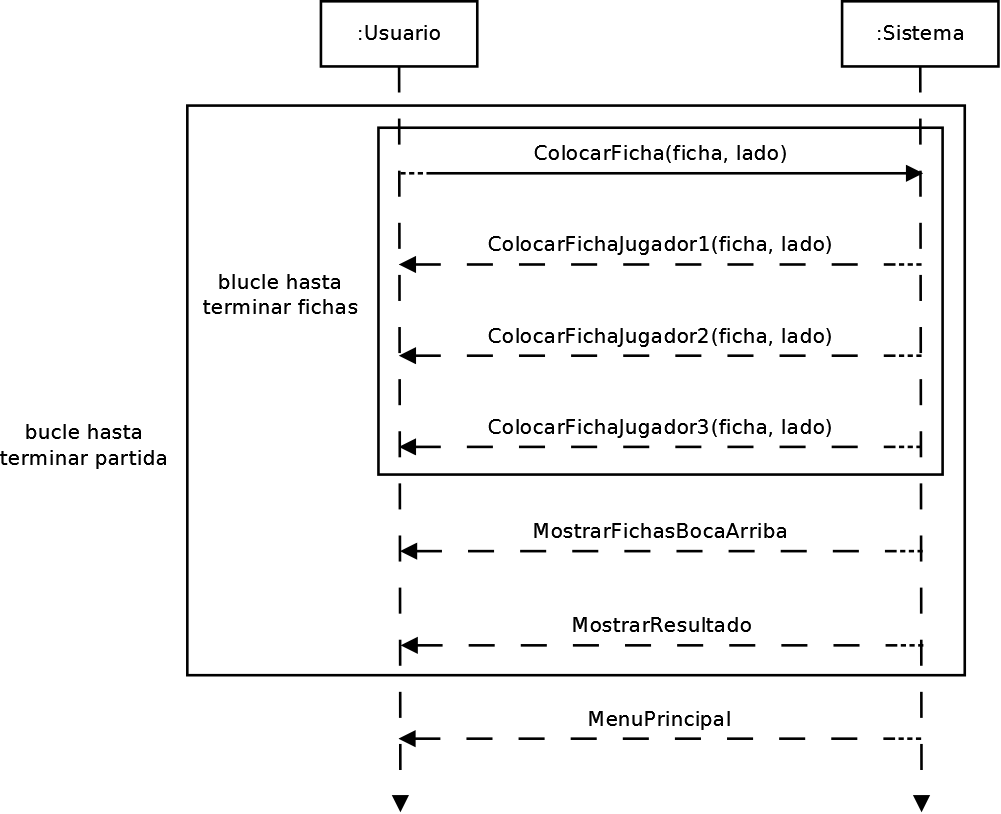 :Usuario
:Sistema
ColocarFicha(ficha, lado)
ColocarFichaJugador1(ficha, lado)
blucle hasta
terminar fichas
ColocarFichaJugador2(ficha, lado)
ColocarFichaJugador3(ficha, lado)
bucle hasta
terminar partida
MostrarFichasBocaArriba
MostrarResultado
MenuPrincipal